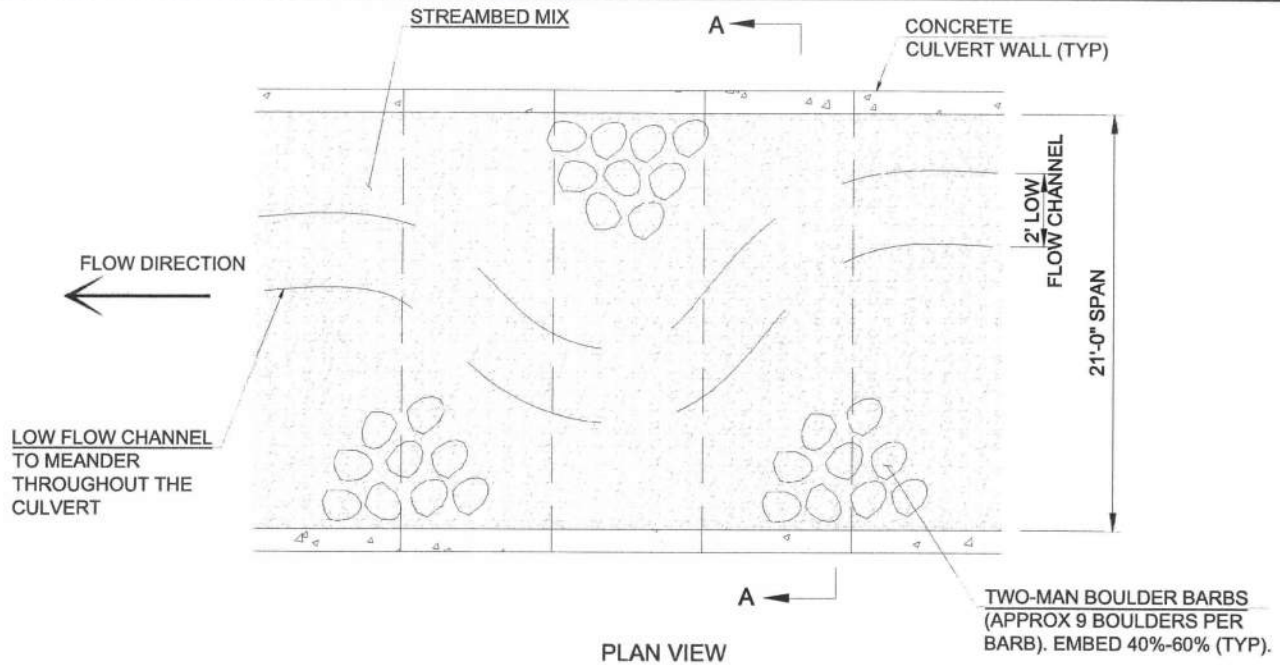 STREAMBED MIX
A
CONCRETE
CULVERT WALL (TYP)
FLOW DIRECTION
2' LOW
FLOW CHANNEL
21'-0" SPAN
LOW FLOW CHANNEL
TO MEANDER
THROUGHOUT THE
CULVERT
A
TWO-MAN BOULDER BARBS
(APPROX 9 BOULDERS PER
BARB). EMBED 40%-60% (TYP).
PLAN VIEW